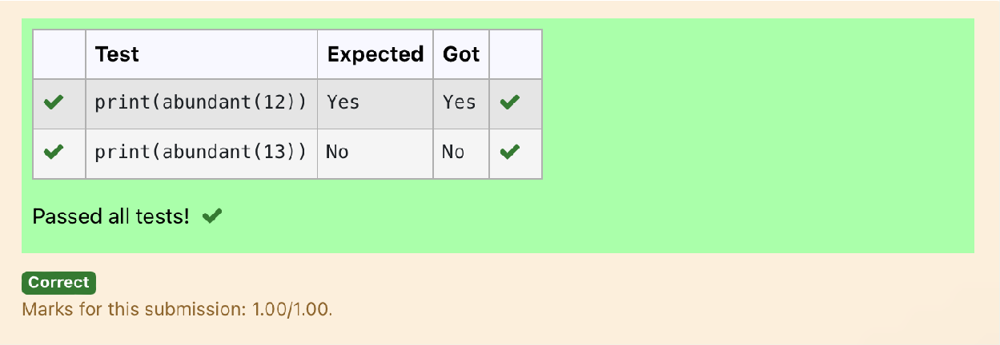 Test Expected Got
print(abundant(12)) Yes Yes
print(abundant(13)) No No
Passed all tests!
Correct
Marks for this submission: 1.00/1.00.